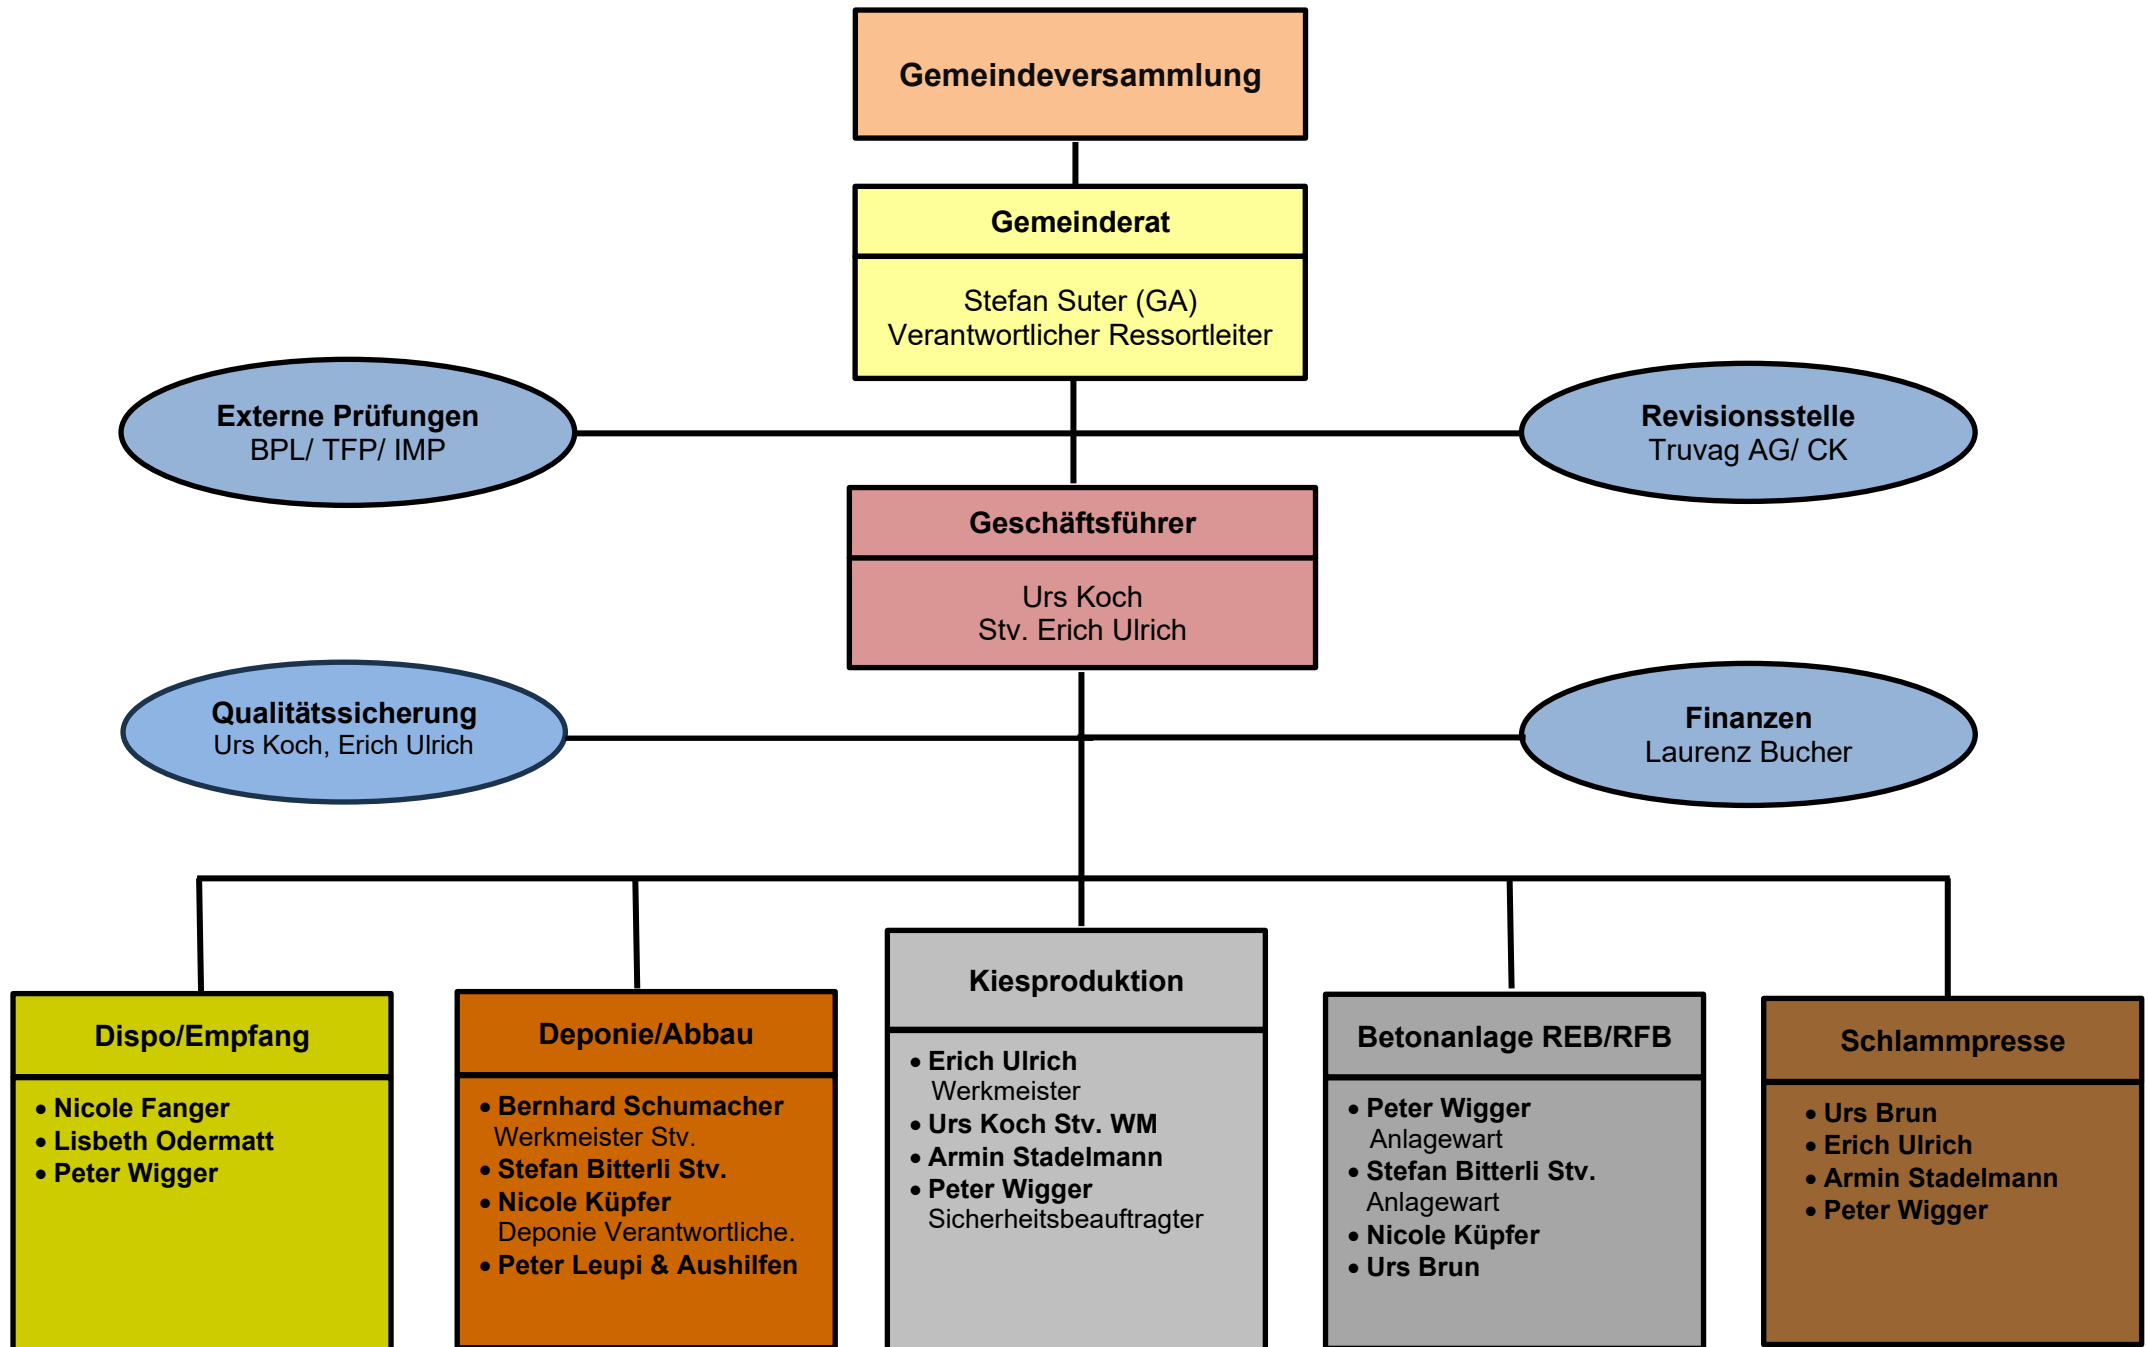 Gemeindeversammlung
Gemeinderat
Stefan Suter (GA)
Verantwortlicher Ressortleiter
Externe Prüfungen
BPL/ TFP/ IMP
Revisionsstelle
Truvag AG/ CK
Geschäftsführer
Urs Koch
Stv. Erich Ulrich
Qualitätssicherung
Urs Koch, Erich Ulrich
Finanzen
Laurenz Bucher
Dispo/Empfang
• Nicole Fanger
• Lisbeth Odermatt
• Peter Wigger
Deponie/Abbau
• Bernhard Schumacher
Werkmeister Stv.
• Stefan Bitterli Stv.
• Nicole Küpfer
Deponie Verantwortliche.
• Peter Leupi & Aushilfen
Kiesproduktion
• Erich Ulrich
Werkmeister
• Urs Koch Stv. WM
• Armin Stadelmann
• Peter Wigger
Sicherheitsbeauftragter
Betonanlage REB/RFB
• Peter Wigger
Anlagewart
• Stefan Bitterli Stv.
Anlagewart
• Nicole Küpfer
• Urs Brun
Schlammpresse
• Urs Brun
• Erich Ulrich
• Armin Stadelmann
• Peter Wigger